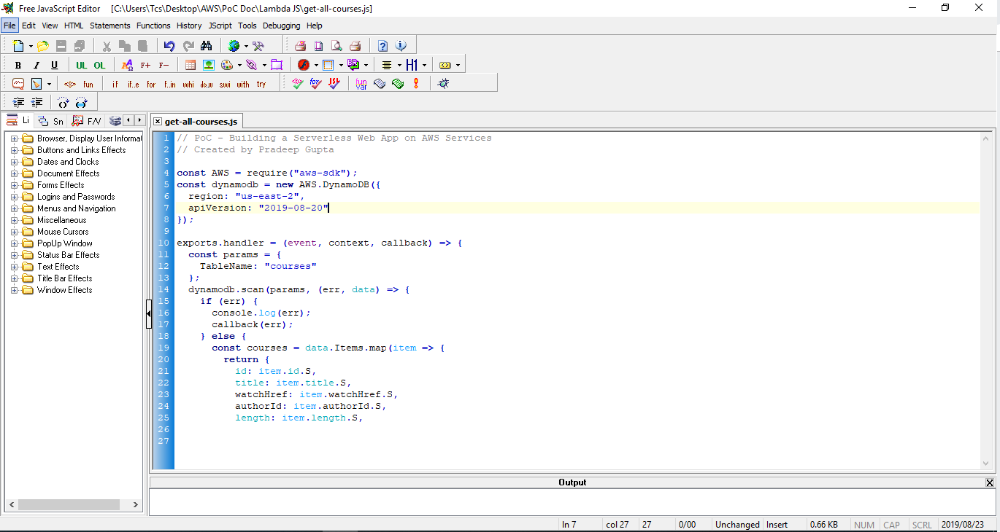 Free JavaScript Editor [C:\Users\Tcs\Desktop\AWS\PoC Doc\Lambda JS\get-all-courses.js]
File Edit View HTML Statements Functions History JScript Tools Debugging Help
B I U UL OL F+ F− BR H1
<S> fun if if..e for f..in whi do.w swi with try <b> for JS fun var
Li Sn F/V
get-all-courses.js
Browser, Display User Informat
Buttons and Links Effects
Dates and Clocks
Document Effects
Forms Effects
Logins and Passwords
Menus and Navigation
Miscellaneous
Mouse Cursors
PopUp Window
Status Bar Effects
Text Effects
Title Bar Effects
Window Effects
1 // PoC - Building a Serverless Web App on AWS Services
2 // Created by Pradeep Gupta
3
4 const AWS = require("aws-sdk");
5 const dynamodb = new AWS.DynamoDB({
6 region: "us-east-2",
7 apiVersion: "2019-08-20"
8 });
9
10 exports.handler = (event, context, callback) => {
11 const params = {
12 TableName: "courses"
13 };
14 dynamodb.scan(params, (err, data) => {
15 if (err) {
16 console.log(err);
17 callback(err);
18 } else {
19 const courses = data.Items.map(item => {
20 return {
21 id: item.id.S,
22 title: item.title.S,
23 watchHref: item.watchHref.S,
24 authorId: item.authorId.S,
25 length: item.length.S,
26
27
Output
ln 7 col 27 27 0/00 Unchanged Insert 0.66 KB NUM CAP SCRL 2019/08/23